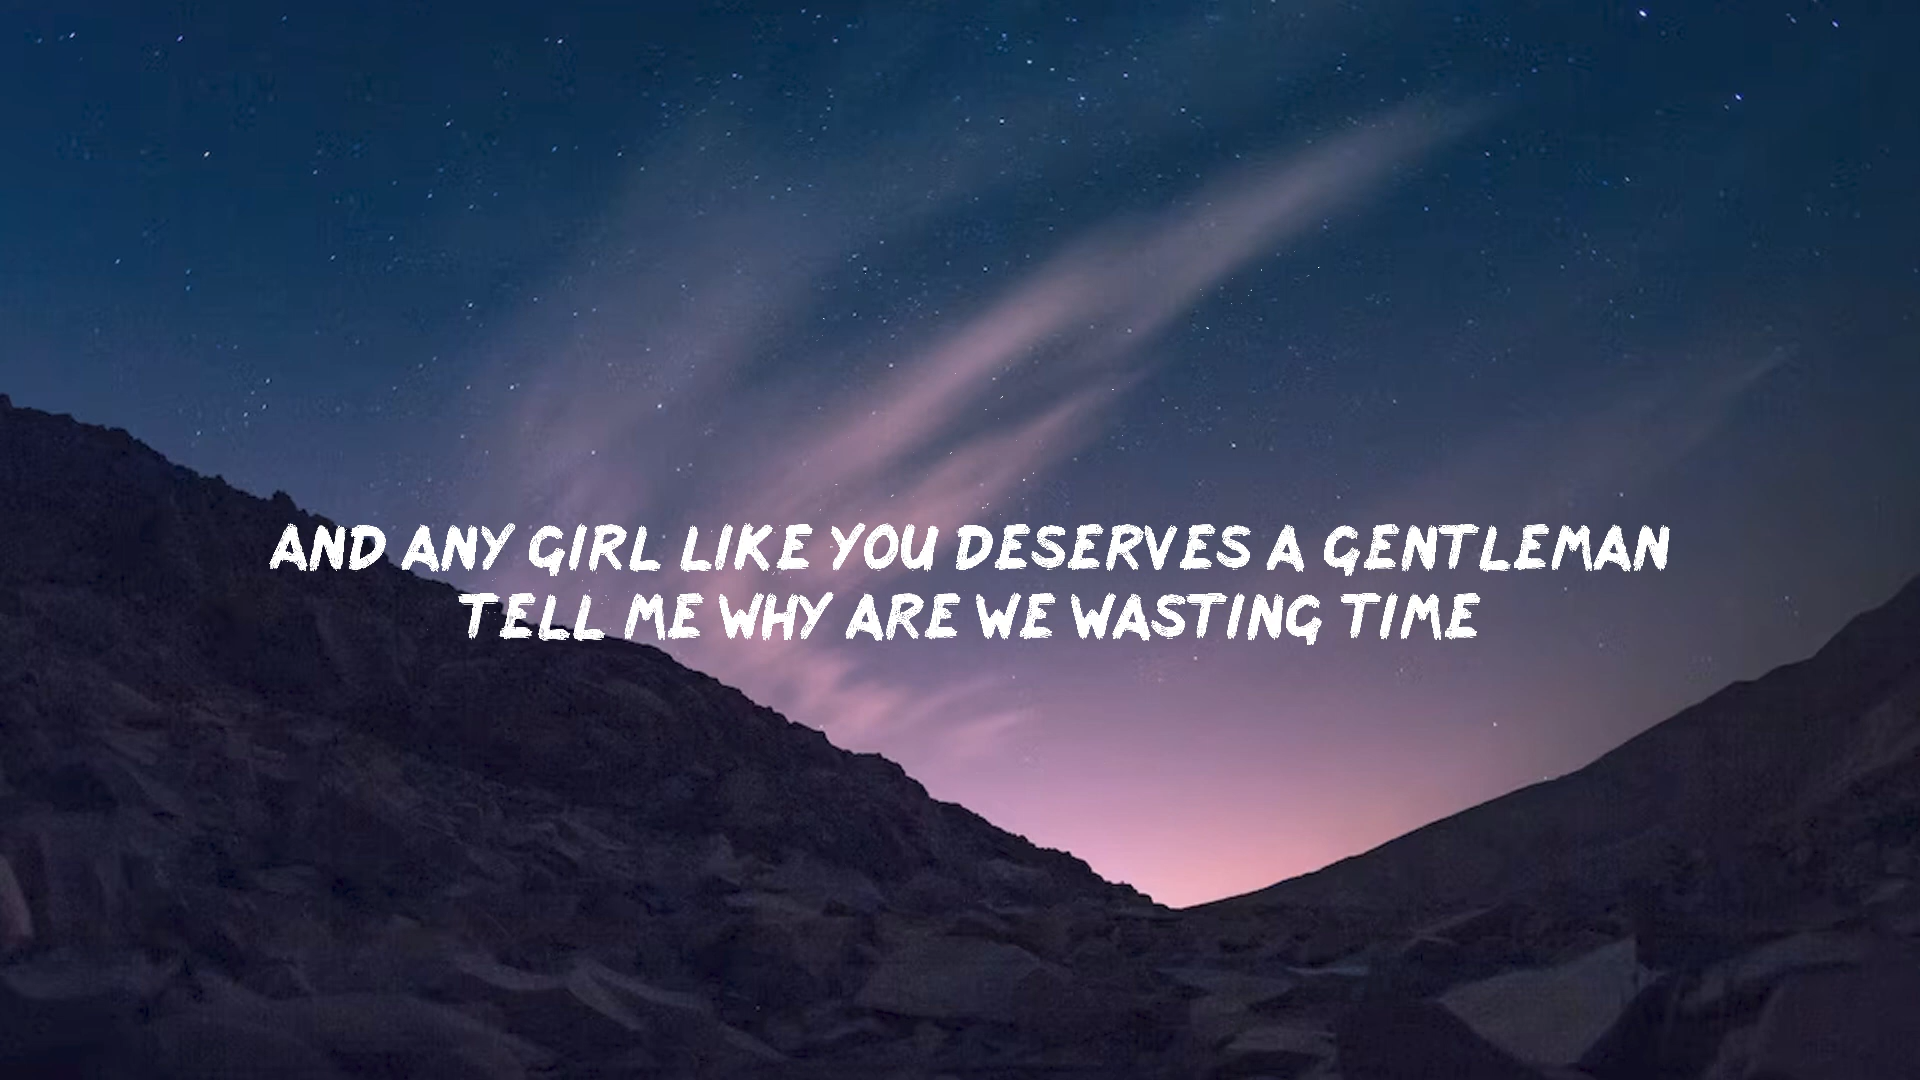 AND ANY GIRL LIKE YOU DESERVES A GENTLEMAN
TELL ME WHY ARE WE WASTING TIME